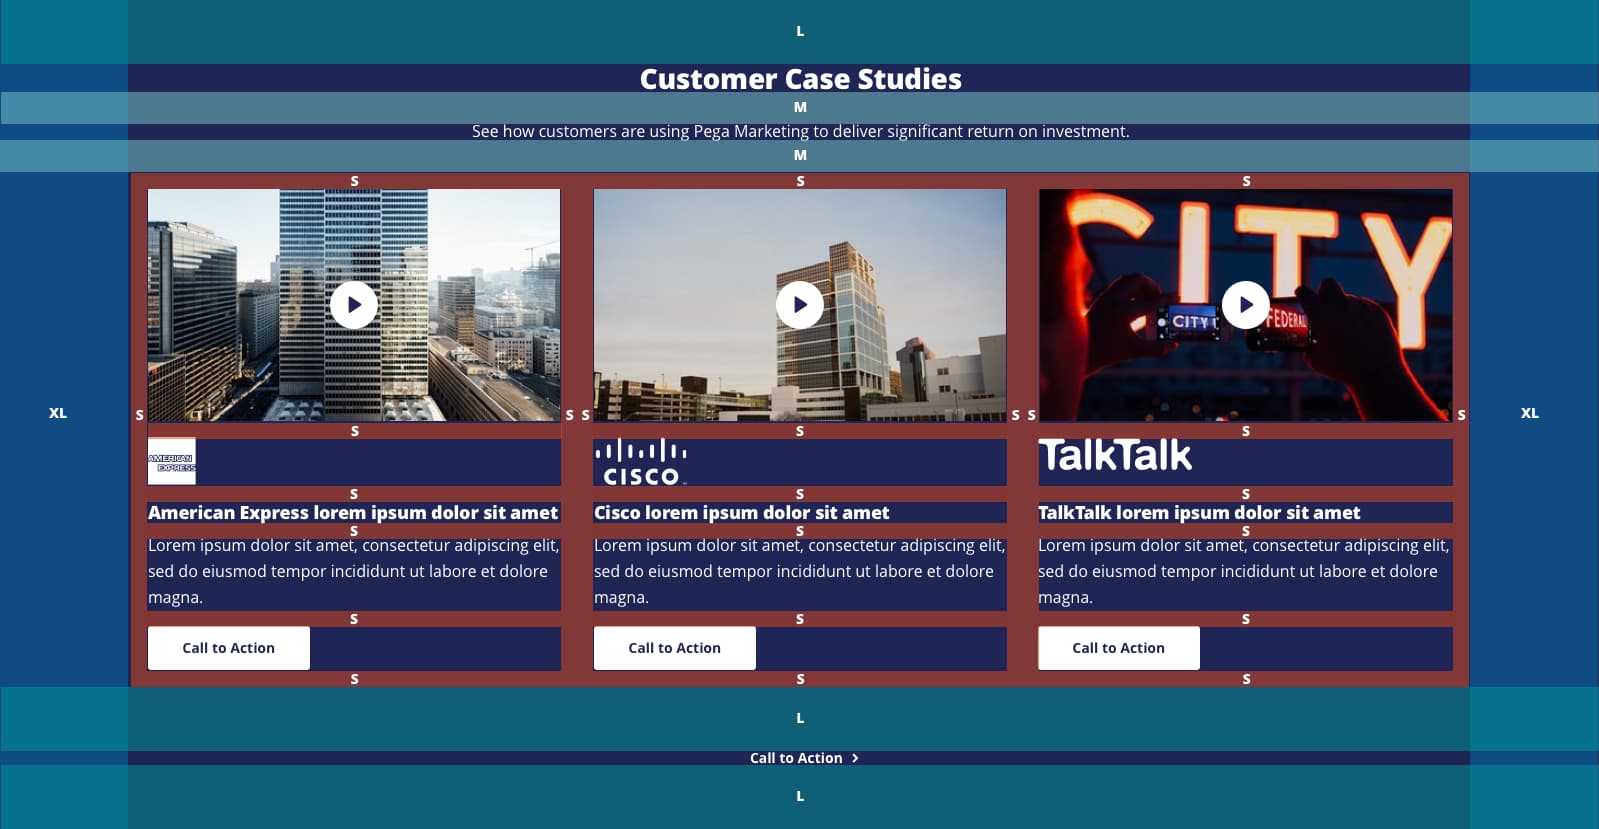 L
Customer Case Studies
M
See how customers are using Pega Marketing to deliver significant return on investment.
M
S
S
S
CITY
CITY
FEDERAL
XL
S
S S
S S
S
XL
S
S
S
AMERICAN
EXPRESS
CISCO
TalkTalk
S
S
S
American Express lorem ipsum dolor sit amet
Cisco lorem ipsum dolor sit amet
TalkTalk lorem ipsum dolor sit amet
S
S
S
Lorem ipsum dolor sit amet, consectetur adipiscing elit,
sed do eiusmod tempor incididunt ut labore et dolore
magna.
Lorem ipsum dolor sit amet, consectetur adipiscing elit,
sed do eiusmod tempor incididunt ut labore et dolore
magna.
Lorem ipsum dolor sit amet, consectetur adipiscing elit,
sed do eiusmod tempor incididunt ut labore et dolore
magna.
S
S
S
Call to Action
Call to Action
Call to Action
S
S
S
L
Call to Action
L